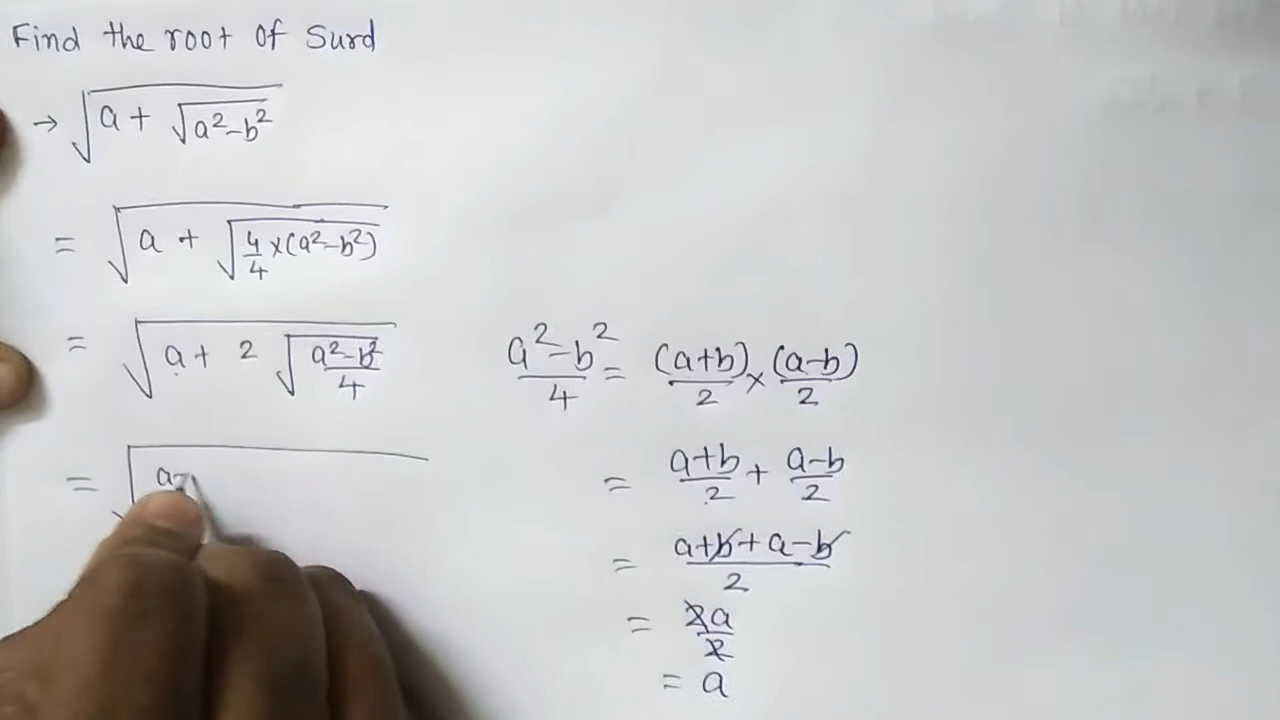 Find the root of Surd
→ √(a + √(a²-b²))
= √(a + √(4/4 ×(a²-b²)))
= √(a + 2 √((a²-b²)/4))
= √(a
(a²-b²)/4 = (a+b)/2 × (a-b)/2
= (a+b)/2 + (a-b)/2
= (a+b+a-b)/2
= 2a/2
= a